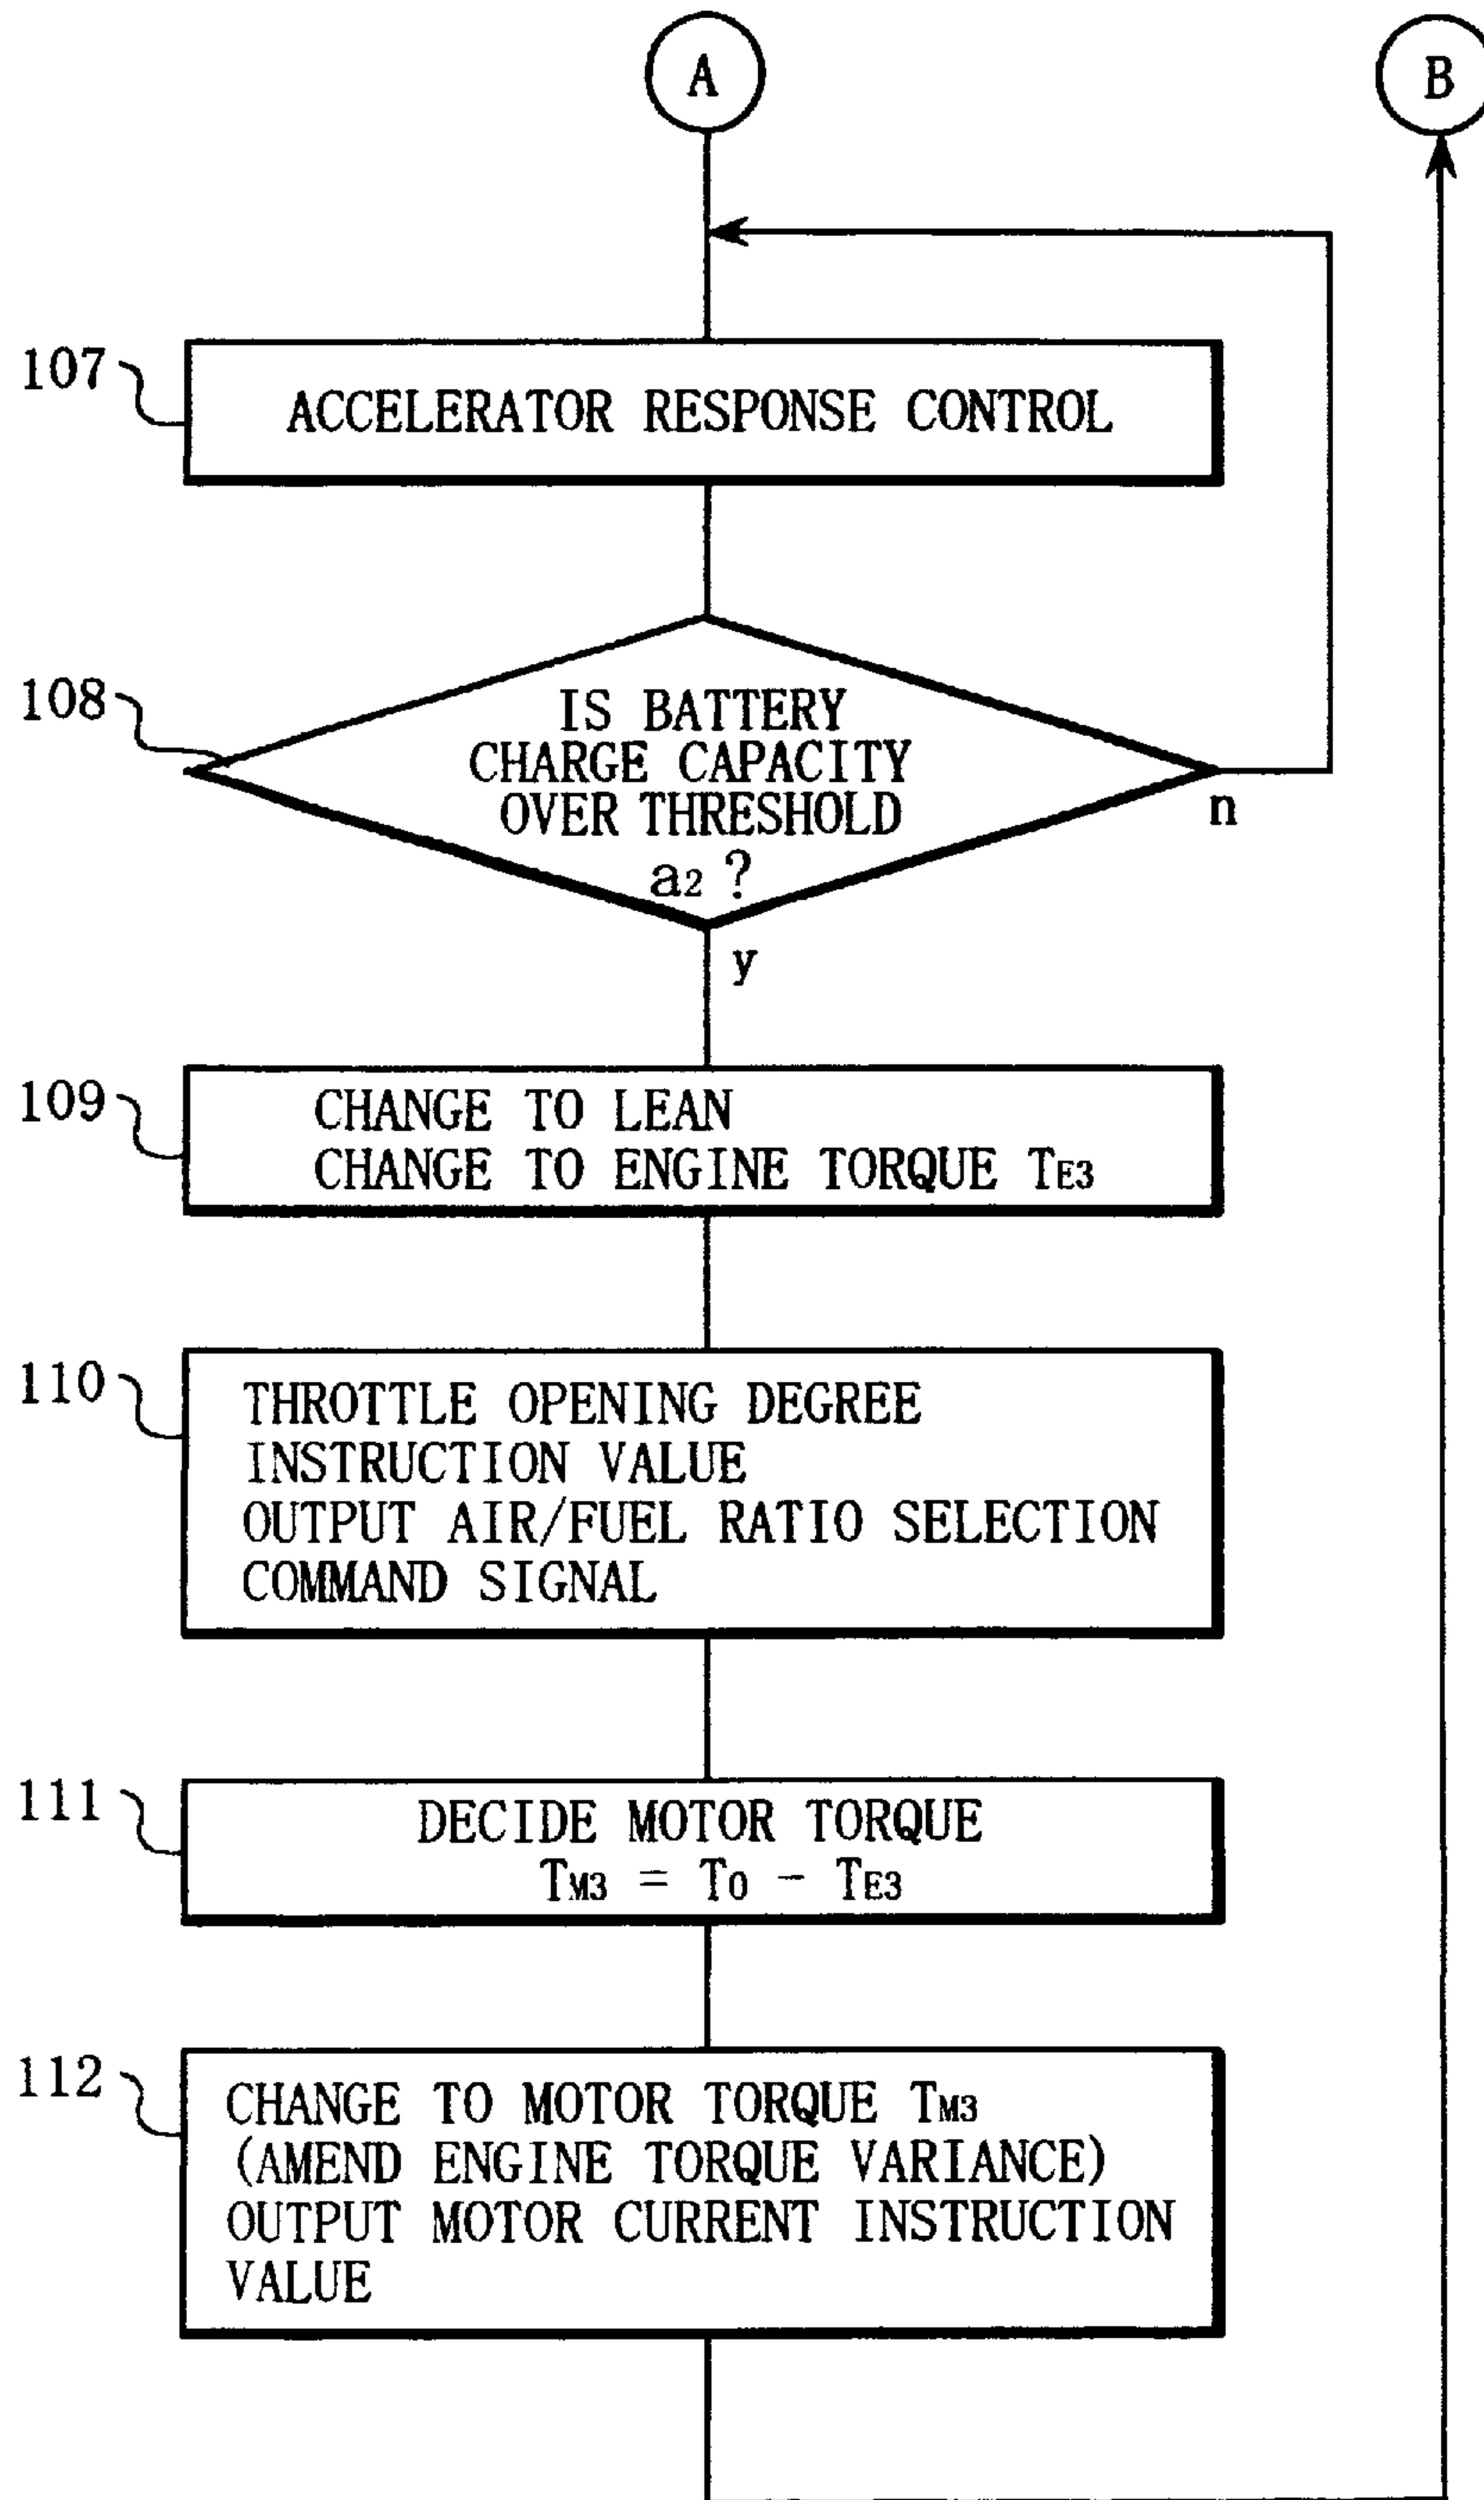 A
B
107
ACCELERATOR RESPONSE CONTROL
108
IS BATTERY
CHARGE CAPACITY
OVER THRESHOLD
a2 ?
n
y
109
CHANGE TO LEAN
CHANGE TO ENGINE TORQUE TE3
110
THROTTLE OPENING DEGREE
INSTRUCTION VALUE
OUTPUT AIR/FUEL RATIO SELECTION
COMMAND SIGNAL
111
DECIDE MOTOR TORQUE
TM3 = TO - TE3
112
CHANGE TO MOTOR TORQUE TM3
(AMEND ENGINE TORQUE VARIANCE)
OUTPUT MOTOR CURRENT INSTRUCTION
VALUE